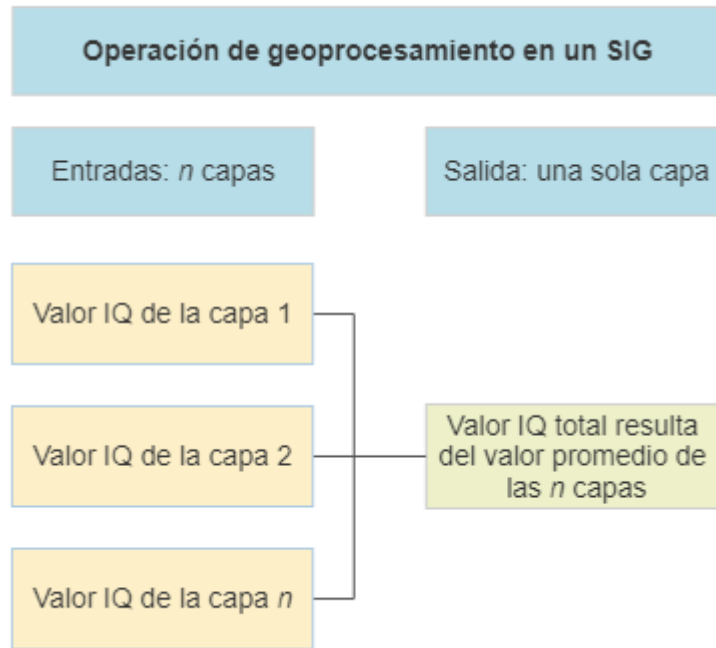 Operación de geoprocesamiento en un SIG
Entradas: n capas
Salida: una sola capa
Valor IQ de la capa 1
Valor IQ de la capa 2
Valor IQ total resulta
del valor promedio de
las n capas
Valor IQ de la capa n